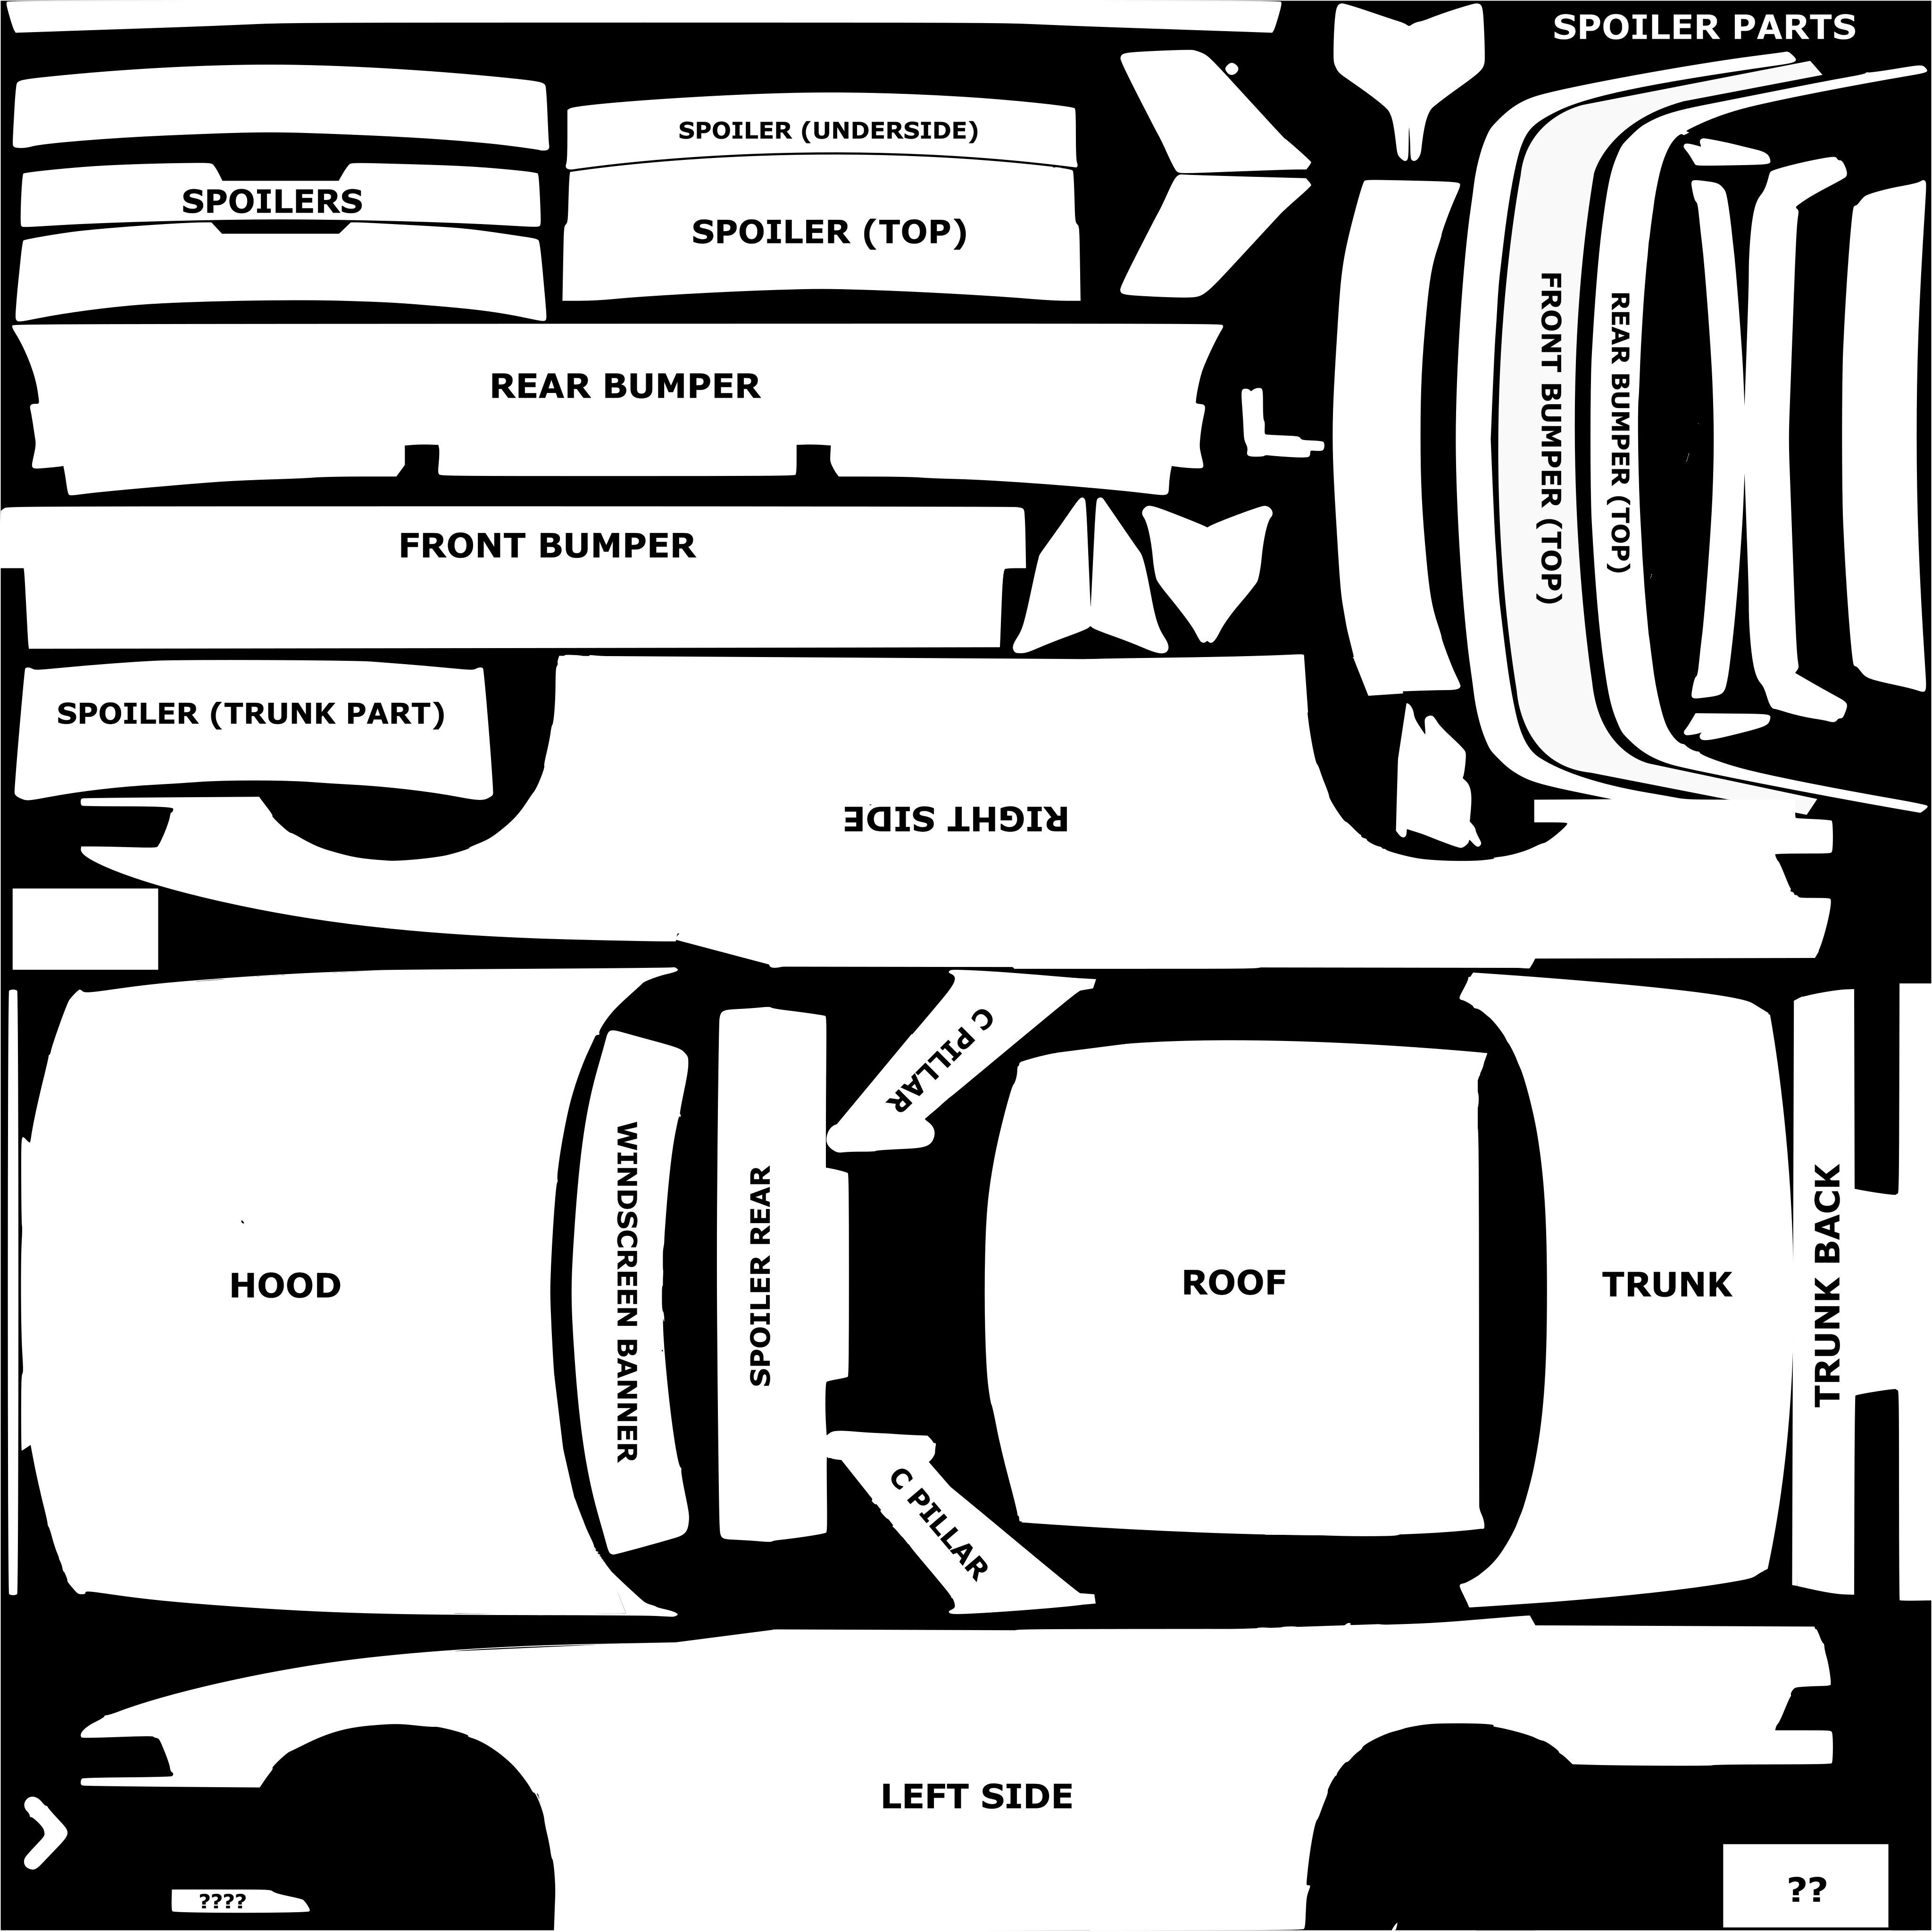 SPOILER PARTS
SPOILER (UNDERSIDE)
SPOILERS
SPOILER (TOP)
REAR BUMPER
FRONT BUMPER (TOP)
REAR BUMPER (TOP)
FRONT BUMPER
SPOILER (TRUNK PART)
RIGHT SIDE
C PILLAR
HOOD
WINDSCREEN BANNER
SPOILER REAR
ROOF
TRUNK
TRUNK BACK
C PILLAR
LEFT SIDE
????
??